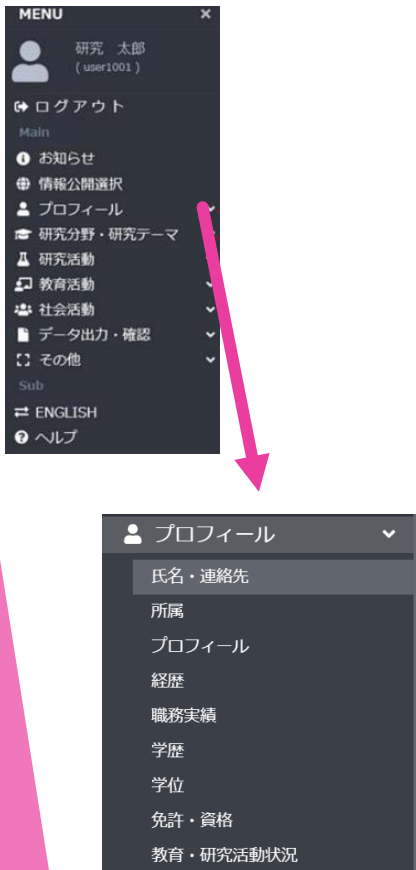 MENU ×
研究 太郎
( user1001 )
ログアウト
Main
お知らせ
情報公開選択
プロフィール
研究分野・研究テーマ
研究活動
教育活動
社会活動
データ出力・確認
その他
Sub
ENGLISH
ヘルプ
プロフィール
氏名・連絡先
所属
プロフィール
経歴
職務実績
学歴
学位
免許・資格
教育・研究活動状況